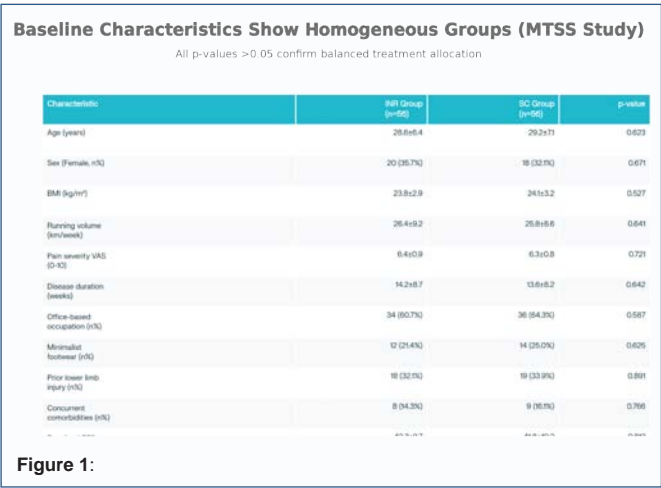 Baseline Characteristics Show Homogeneous Groups (MTSS Study)
All p-values >0.05 confirm balanced treatment allocation
Characteristic INR Group SC Group p-value
(n=56) (n=56)
Age (years) 28.6±6.4 29.2±7.1 0.623
Sex (Female, n%) 20 (35.7%) 18 (32.1%) 0.671
BMI (kg/m²) 23.8±2.9 24.1±3.2 0.527
Running volume 26.4±9.2 25.8±8.6 0.641
(km/week)
Pain severity VAS 6.4±0.9 6.3±0.8 0.721
(0-10)
Disease duration 14.2±8.7 13.6±8.2 0.642
(weeks)
Office-based 34 (60.7%) 36 (64.3%) 0.587
occupation (n%)
Minimalist 12 (21.4%) 14 (25.0%) 0.625
footwear (n%)
Prior lower limb 18 (32.1%) 19 (33.9%) 0.891
injury (n%)
Concurrent 8 (14.3%) 9 (16.1%) 0.766
comorbidities (n%)
Figure 1: